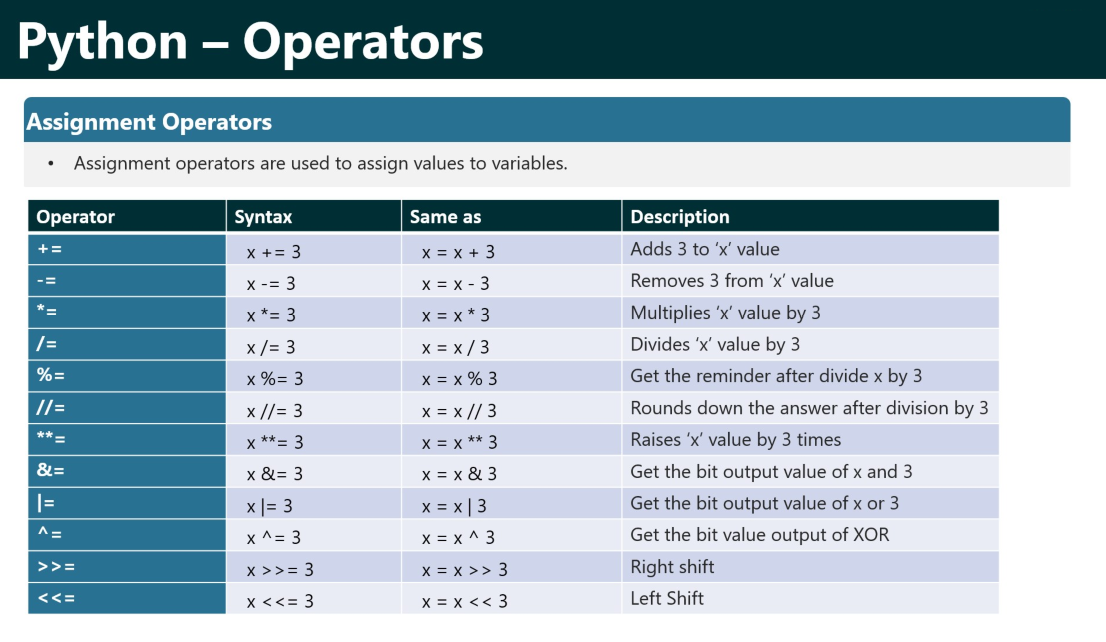 Python – Operators
Assignment Operators
• Assignment operators are used to assign values to variables.
Operator Syntax Same as Description
+= x += 3 x = x + 3 Adds 3 to ‘x’ value
-= x -= 3 x = x - 3 Removes 3 from ‘x’ value
*= x *= 3 x = x * 3 Multiplies ‘x’ value by 3
/= x /= 3 x = x / 3 Divides ‘x’ value by 3
%= x %= 3 x = x % 3 Get the reminder after divide x by 3
//= x //= 3 x = x // 3 Rounds down the answer after division by 3
**= x **= 3 x = x ** 3 Raises ‘x’ value by 3 times
&= x &= 3 x = x & 3 Get the bit output value of x and 3
|= x |= 3 x = x | 3 Get the bit output value of x or 3
^= x ^= 3 x = x ^ 3 Get the bit value output of XOR
>>= x >>= 3 x = x >> 3 Right shift
<<= x <<= 3 x = x << 3 Left Shift